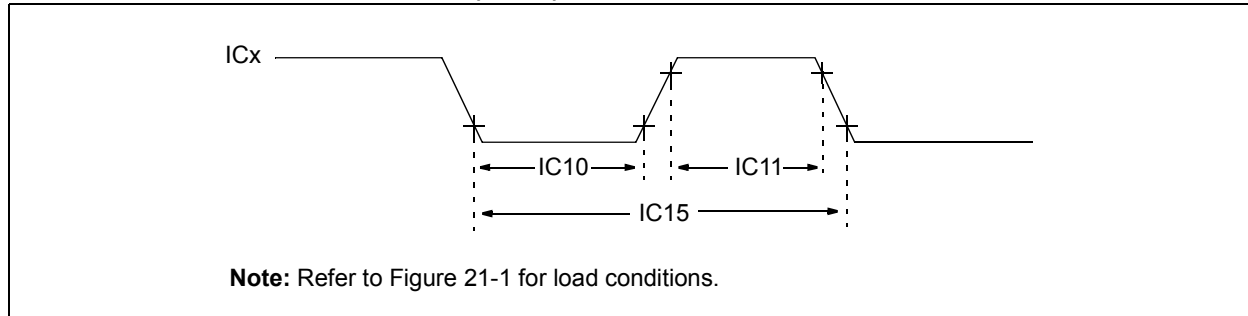 ICx
IC10
IC11
IC15
Note: Refer to Figure 21-1 for load conditions.